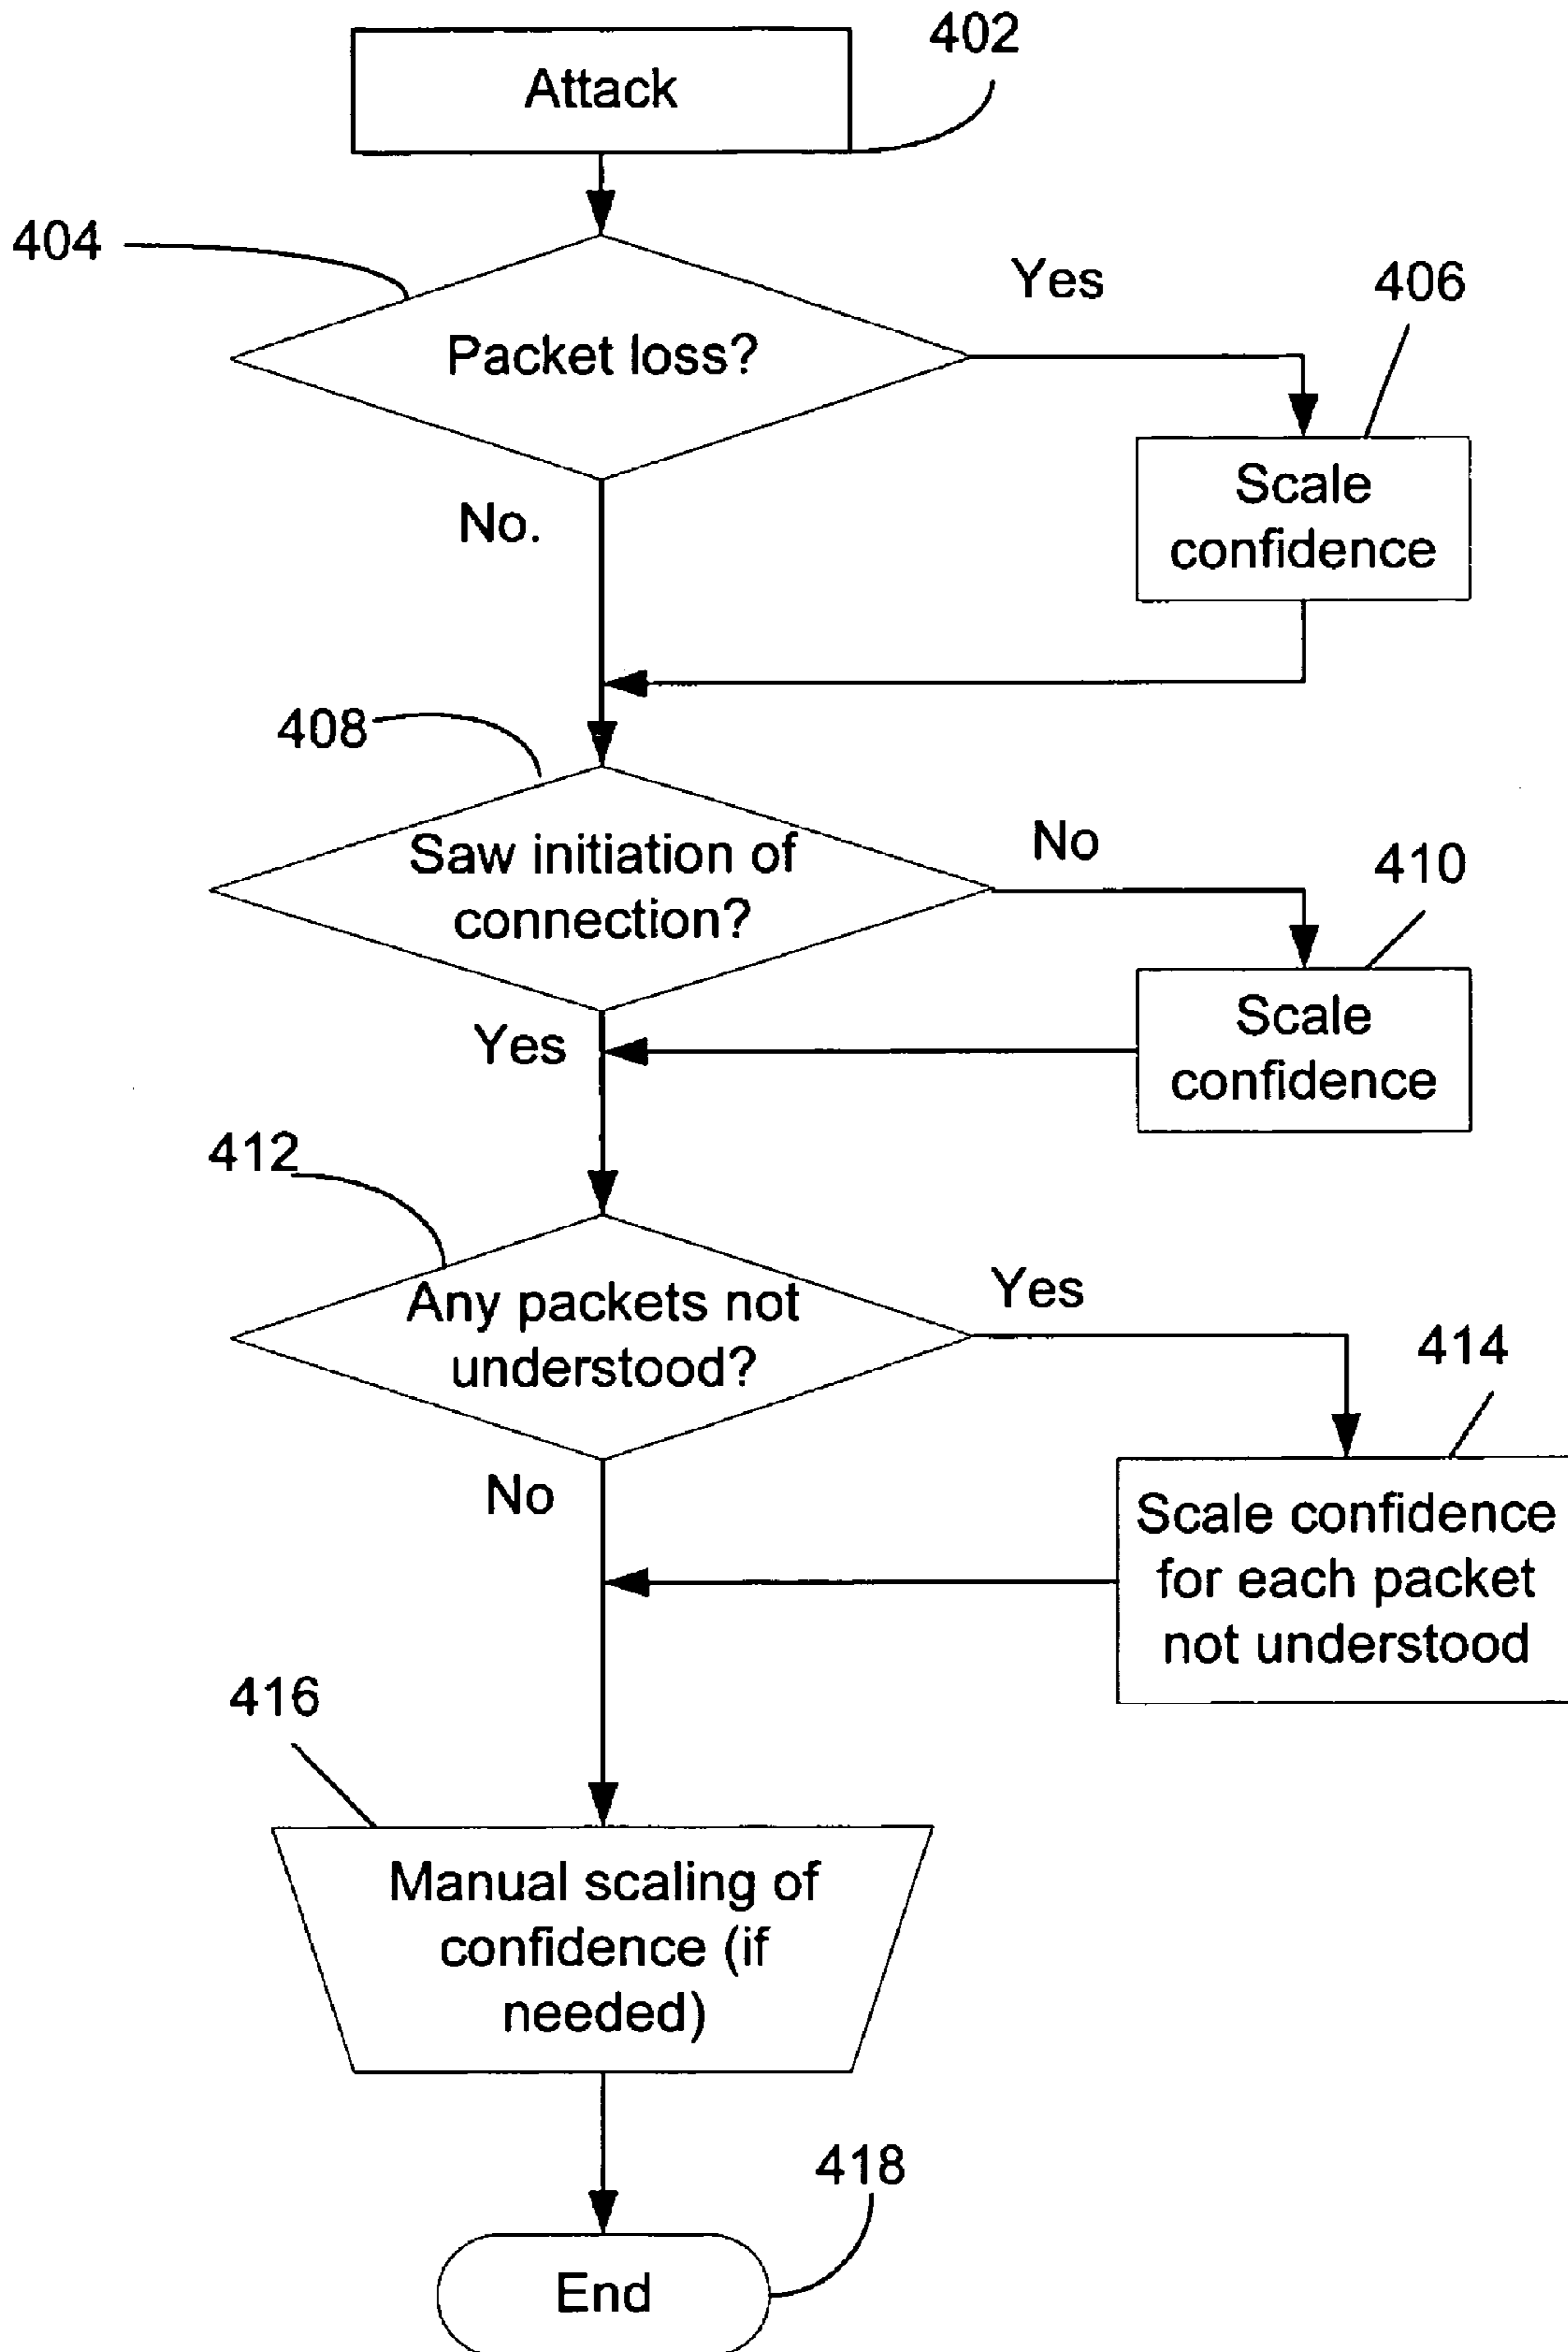 402
Attack
404
Yes
406
Packet loss?
Scale
confidence
No.
408
Saw initiation of
connection?
No
410
Yes
Scale
confidence
412
Any packets not
understood?
Yes
414
No
Scale confidence
for each packet
not understood
416
Manual scaling of
confidence (if
needed)
418
End